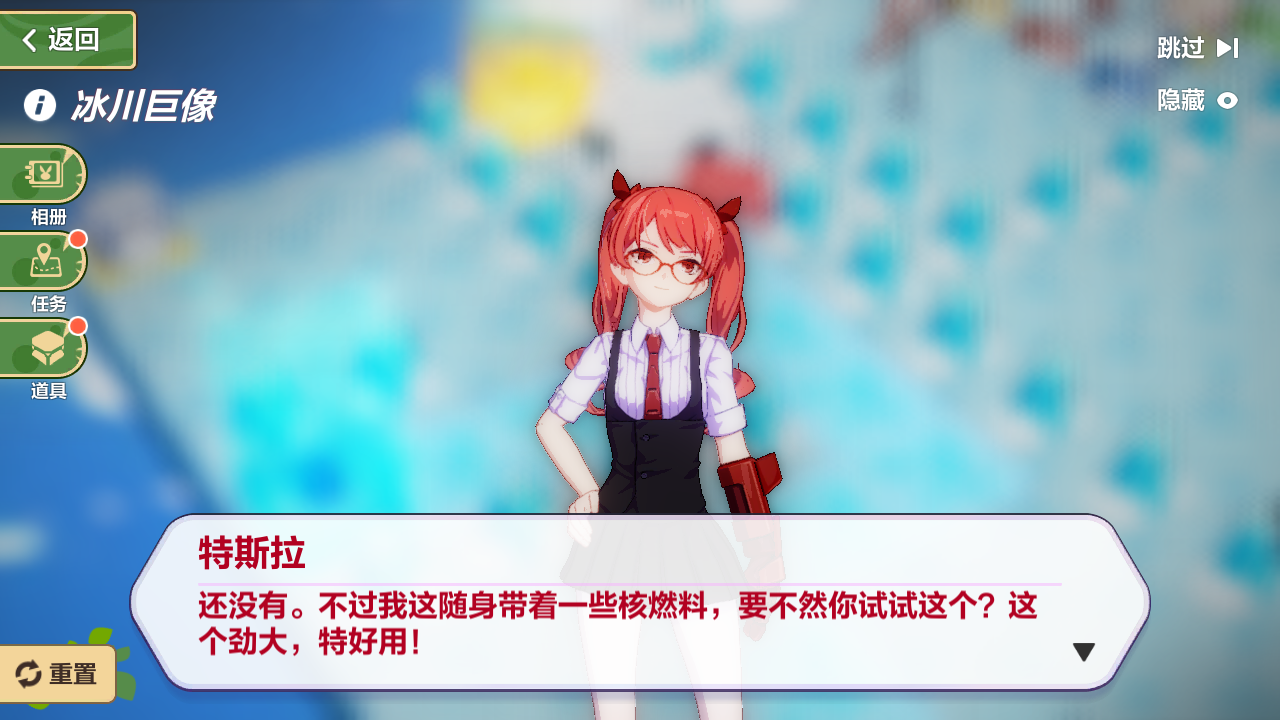 返回
跳过
冰川巨像
隐藏
相册
任务
道具
特斯拉
还没有。不过我这随身带着一些核燃料，要不然你试试这个？这
个劲大，特好用！
重置